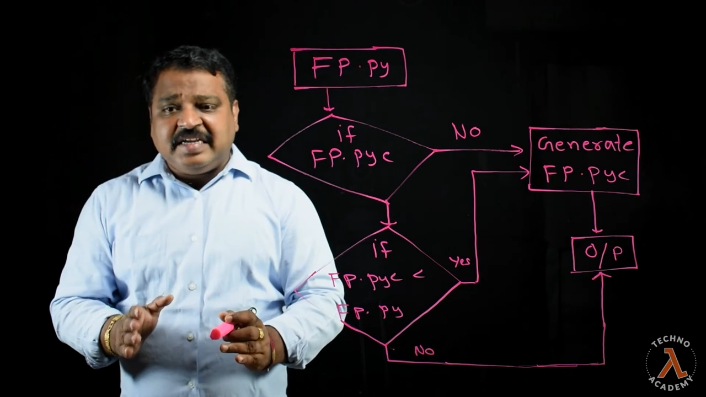 FP.py
if
FP.pyc
No
Generate
FP.pyc
if
FP.pyc <
FP.py
Yes
O/P
No
TECHNO
ACADEMY